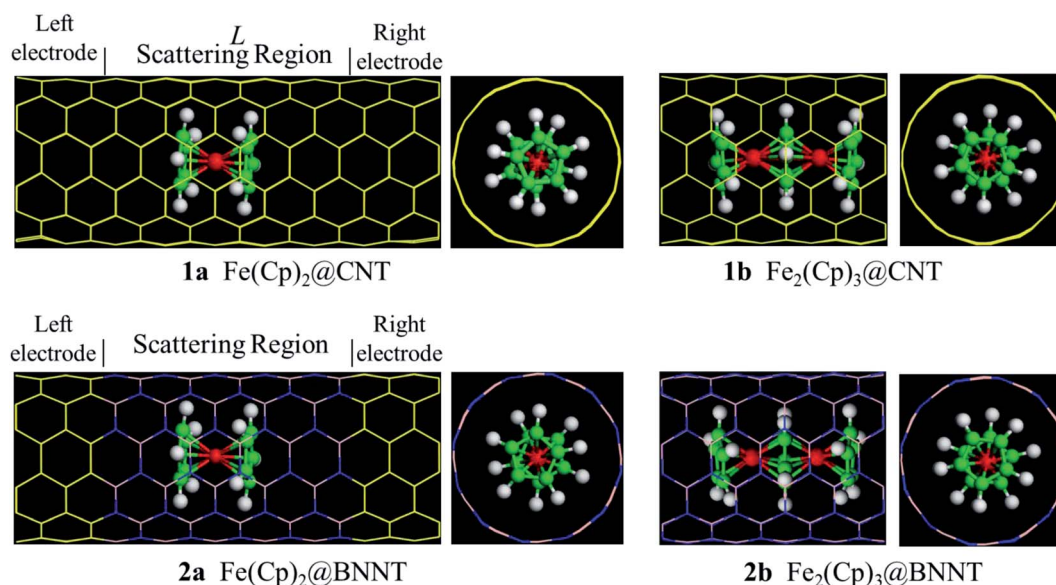 Left
electrode
L
Scattering Region
Right
electrode
1a Fe(Cp)₂@CNT
1b Fe₂(Cp)₃@CNT
Left
electrode
Scattering Region
Right
electrode
2a Fe(Cp)₂@BNNT
2b Fe₂(Cp)₃@BNNT